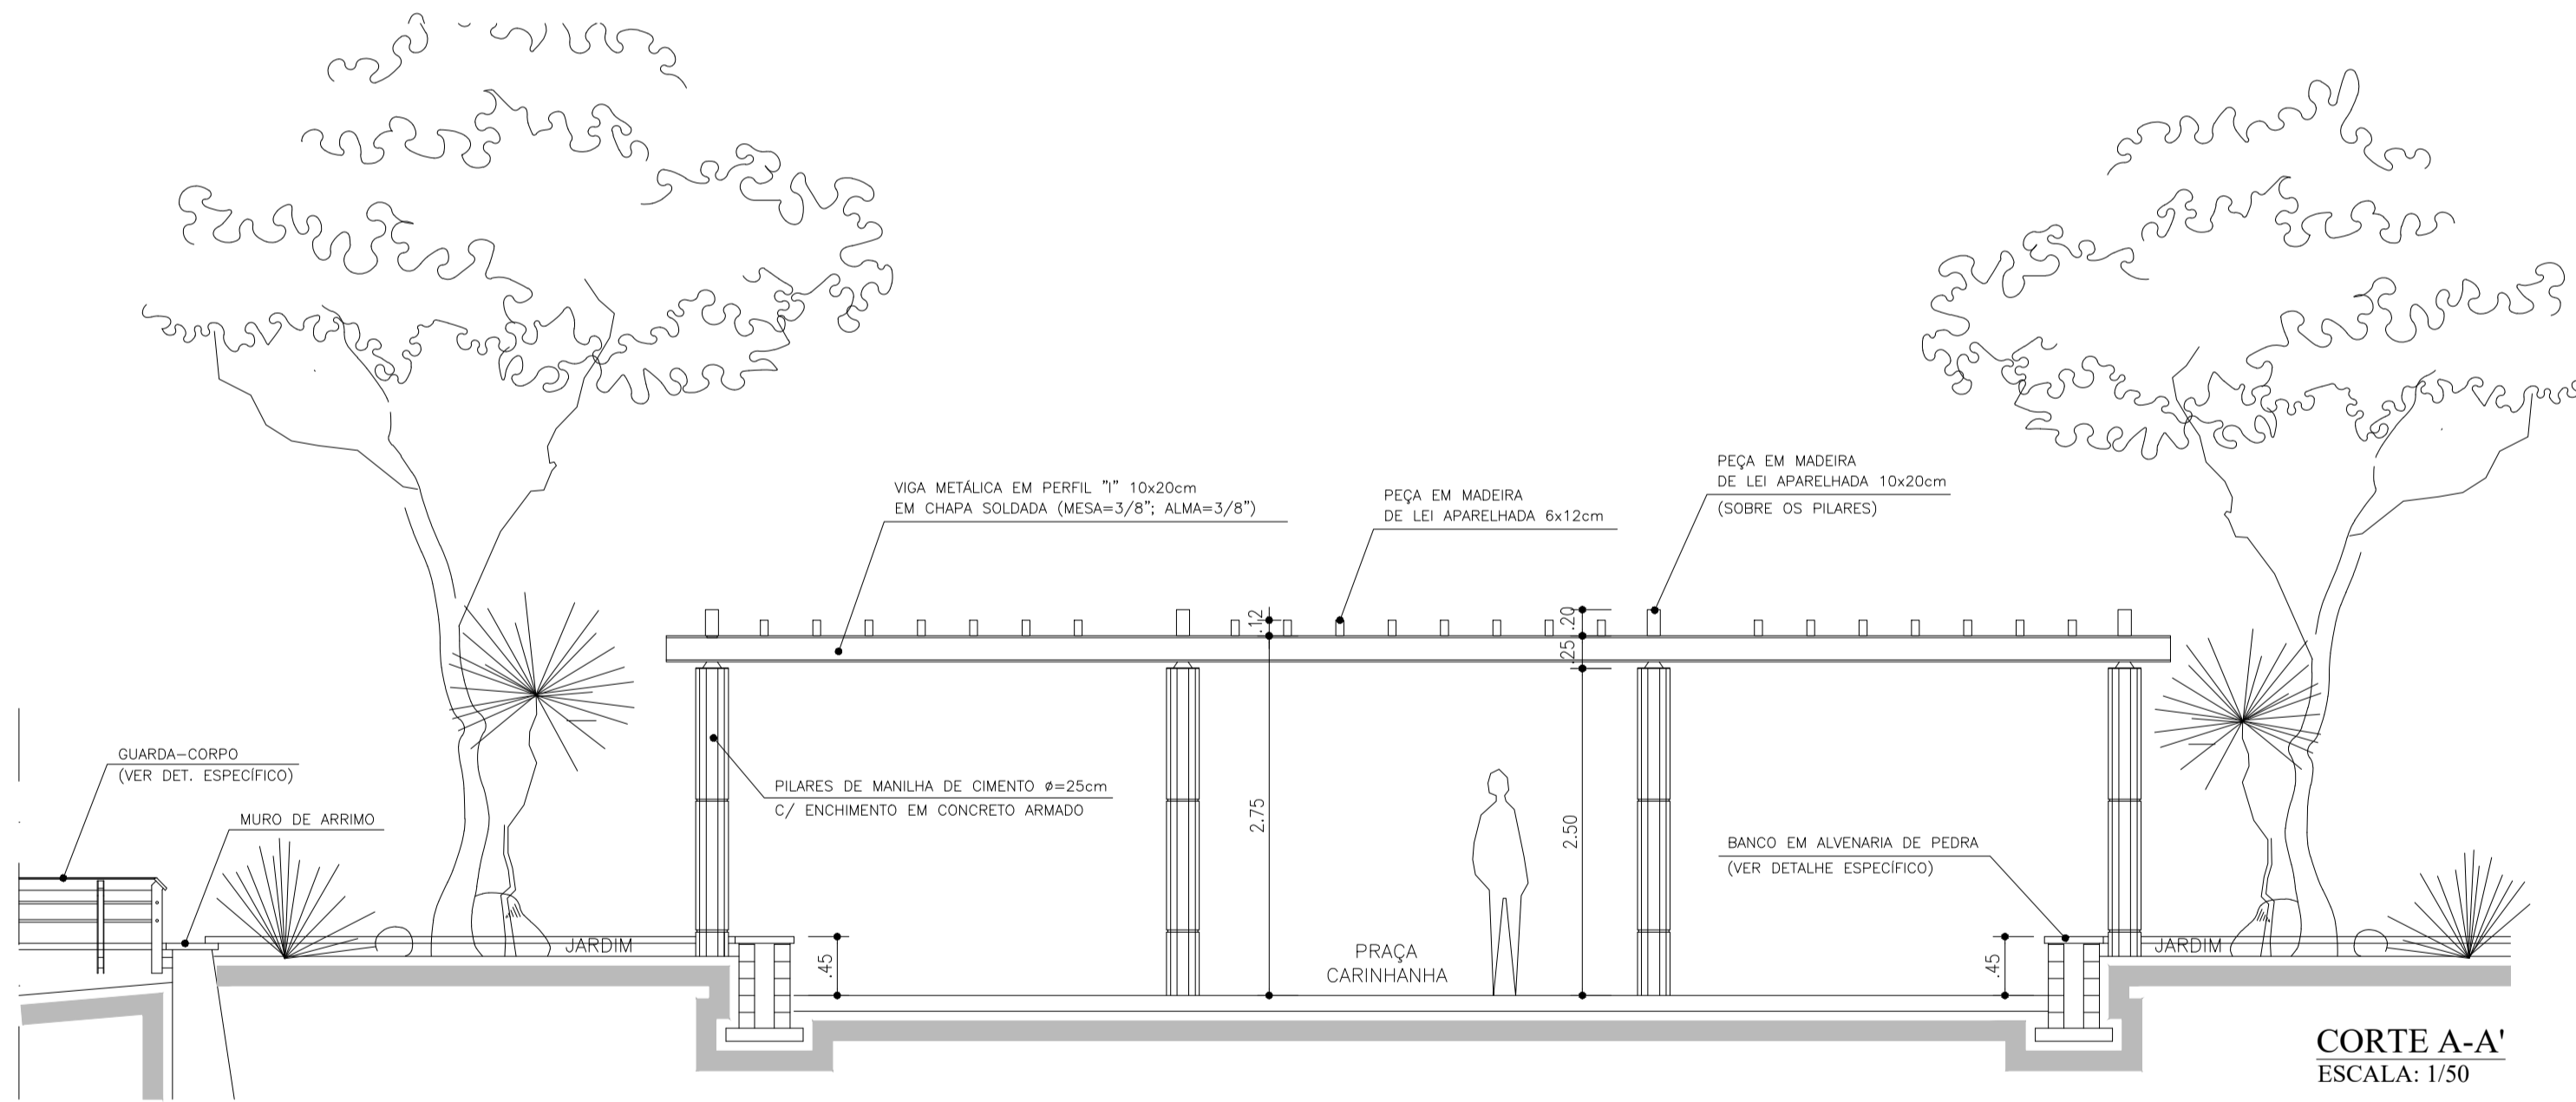 VIGA METÁLICA EM PERFIL "I" 10x20cm
EM CHAPA SOLDADA (MESA=3/8"; ALMA=3/8")
PEÇA EM MADEIRA
DE LEI APARELHADA 6x12cm
PEÇA EM MADEIRA
DE LEI APARELHADA 10x20cm
(SOBRE OS PILARES)
.12
.20
.25
GUARDA-CORPO
(VER DET. ESPECÍFICO)
MURO DE ARRIMO
PILARES DE MANILHA DE CIMENTO ø=25cm
C/ ENCHIMENTO EM CONCRETO ARMADO
2.75
2.50
BANCO EM ALVENARIA DE PEDRA
(VER DETALHE ESPECÍFICO)
JARDIM
.45
PRAÇA
CARINHANHA
.45
JARDIM
CORTE A-A'
ESCALA: 1/50